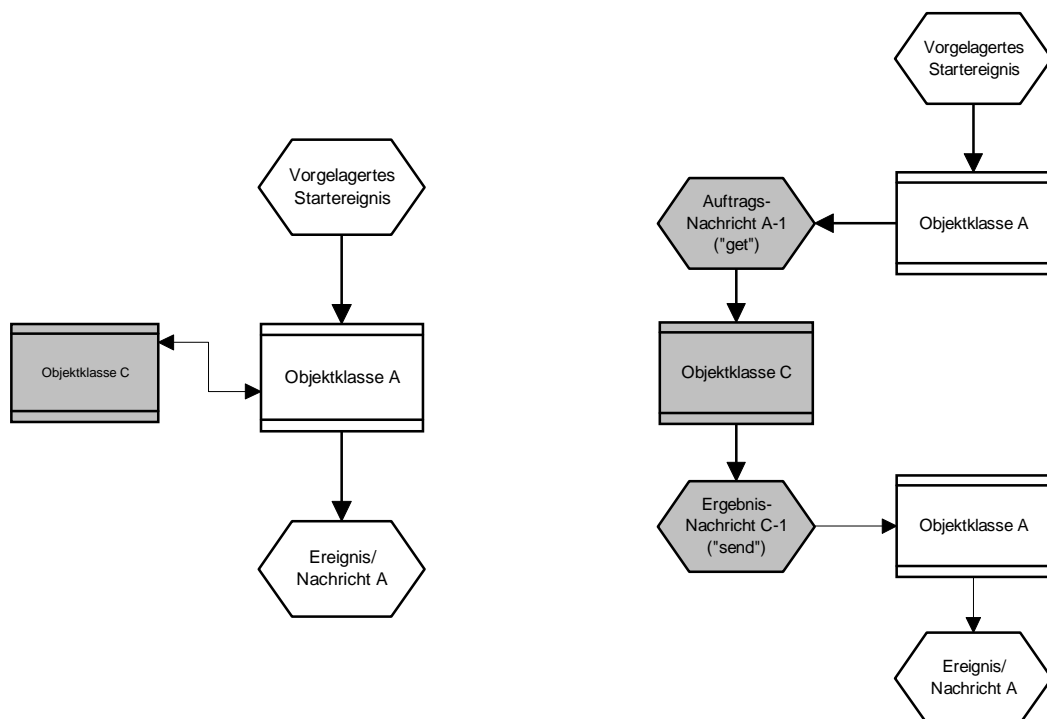 Vorgelagertes
Startereignis
Objektklasse C
Objektklasse A
Ereignis/
Nachricht A
Vorgelagertes
Startereignis
Auftrags-
Nachricht A-1
("get")
Objektklasse A
Objektklasse C
Ergebnis-
Nachricht C-1
("send")
Objektklasse A
Ereignis/
Nachricht A